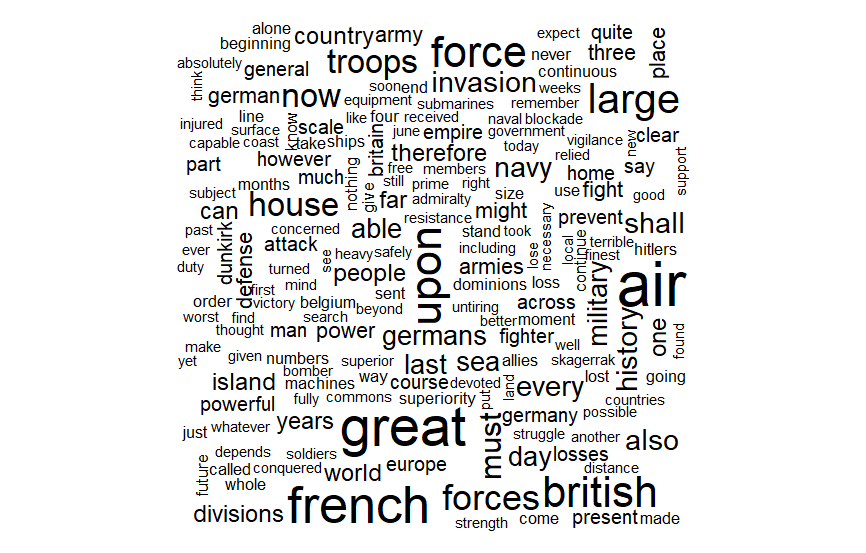 alone
beginning
country
army
force
expect
quite
never
three
place
absolutely
general
troops
continuous
think
german
now
soon
end
invasion
weeks
large
equipment
submarines
remember
injured
line
surface
know
scale
like
four
received
naval
blockade
capable
coast
take
ships
britain
june
empire
government
vigilance
new
clear
today
part
however
therefore
relied
support
free
members
navy
home
say
subject
months
much
nothing
give
still
prime
right
size
use
fight
good
can
house
far
admiralty
resistance
might
prevent
shall
past
concerned
able
stand
took
lose
necessary
local
continue
terrible
finest
hitlers
ever
dunkirk
defense
attack
see
heavy
safely
upon
including
duty
turned
people
armies
dominions
loss
military
air
first
mind
sent
order
victory
belgium
beyond
untiring
across
history
worst
find
search
better
moment
one
found
thought
man
power
germans
fighter
well
make
yet
given
numbers
superior
last
sea
allies
skagerrak
bomber
island
machines
way
course
devoted
put
land
every
lost
going
powerful
fully
commons
superiority
countries
just
whatever
years
great
must
germany
possible
struggle
another
also
depends
soldiers
future
called
conquered
world
europe
day
losses
whole
distance
divisions
french
forces
british
strength
come
present
made